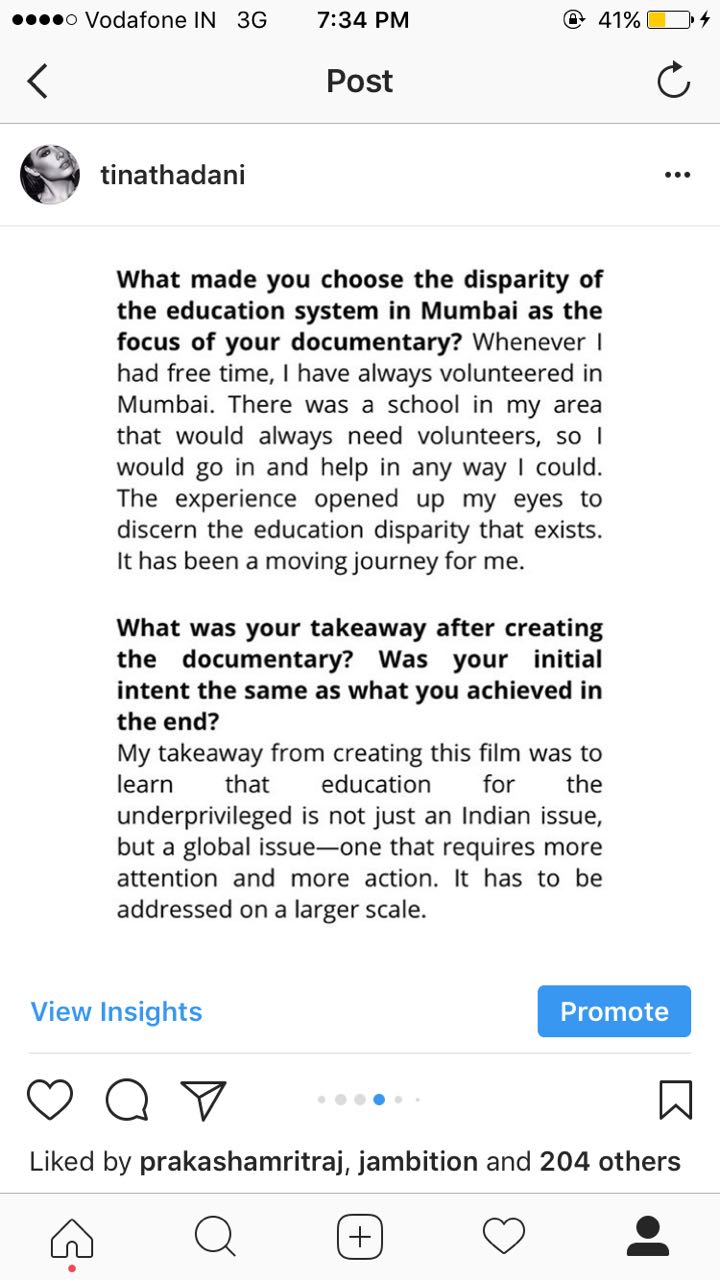 Vodafone IN 3G 7:34 PM 41%
Post
tinathadani
What made you choose the disparity of
the education system in Mumbai as the
focus of your documentary? Whenever I
had free time, I have always volunteered in
Mumbai. There was a school in my area
that would always need volunteers, so I
would go in and help in any way I could.
The experience opened up my eyes to
discern the education disparity that exists.
It has been a moving journey for me.
What was your takeaway after creating
the documentary? Was your initial
intent the same as what you achieved in
the end?
My takeaway from creating this film was to
learn that education for the
underprivileged is not just an Indian issue,
but a global issue—one that requires more
attention and more action. It has to be
addressed on a larger scale.
View Insights Promote
Liked by prakashamritraj, jambition and 204 others